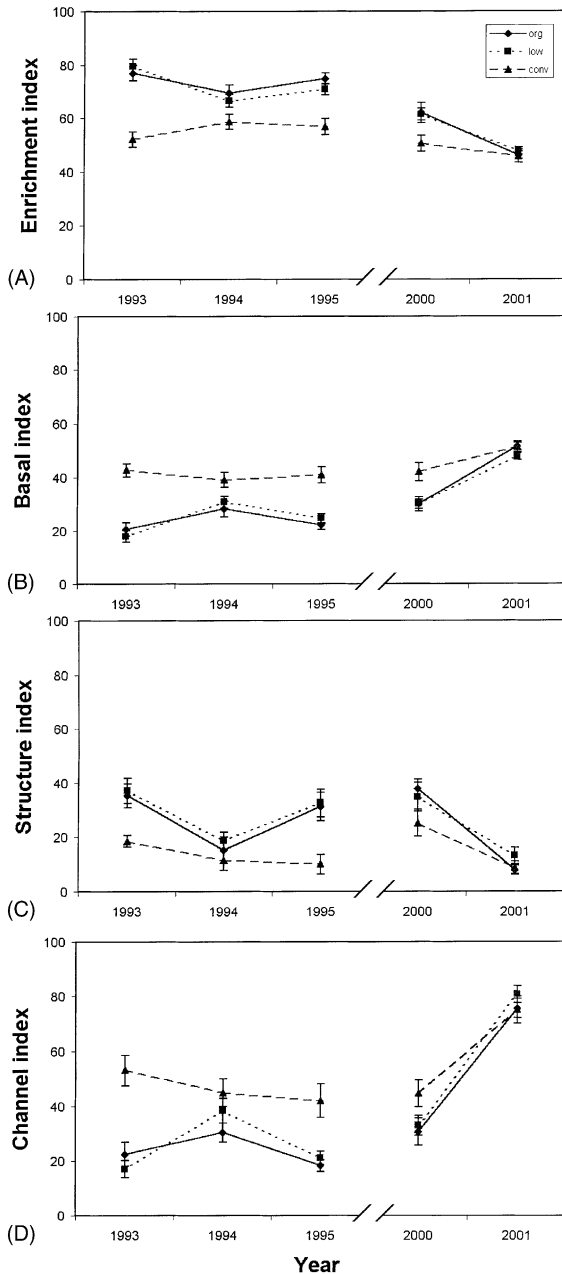 100
80
60
40
20
0
Enrichment index
org
low
conv
(A)
1993 1994 1995 2000 2001
100
80
60
40
20
0
Basal index
(B)
1993 1994 1995 2000 2001
100
80
60
40
20
0
Structure index
(C)
1993 1994 1995 2000 2001
100
80
60
40
20
0
Channel index
(D)
1993 1994 1995 2000 2001
Year